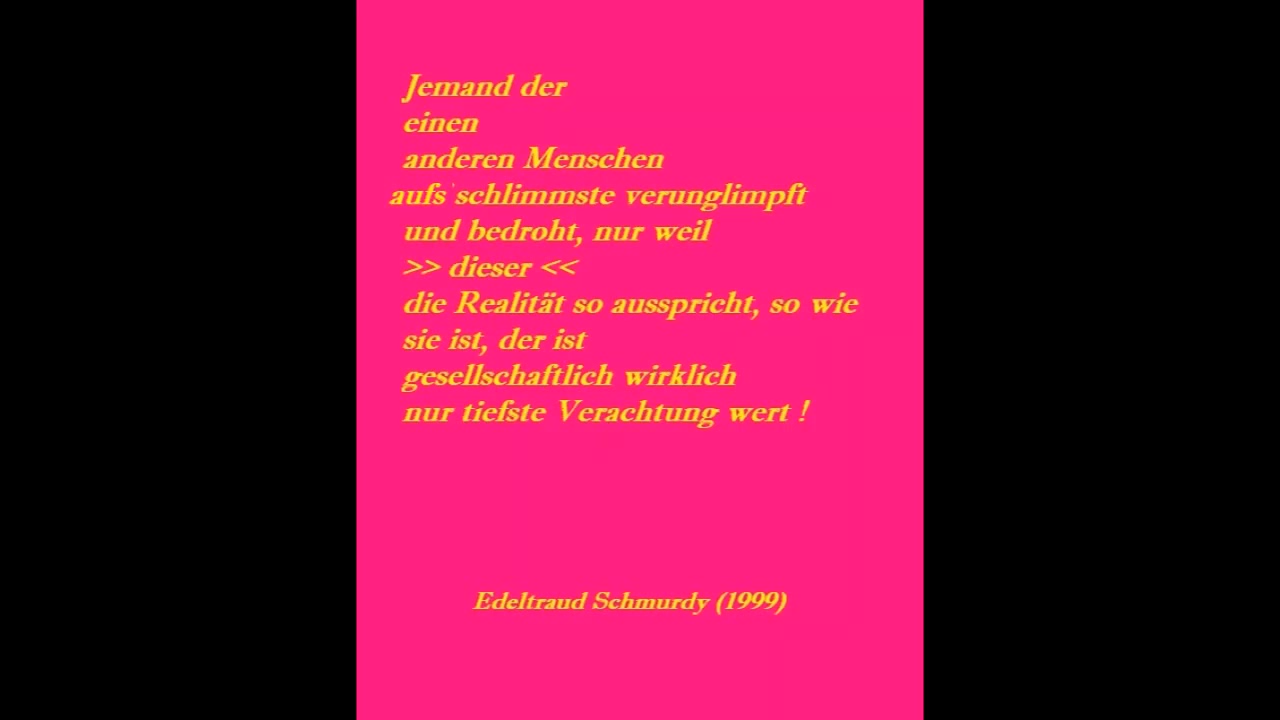 Jemand der
einen
anderen Menschen
aufs'schlimmste verunglimpft
und bedroht, nur weil
>> dieser <<
die Realität so ausspricht, so wie
sie ist, der ist
gesellschaftlich wirklich
nur tiefste Verachtung wert !
Edeltraud Schmurdy (1999)